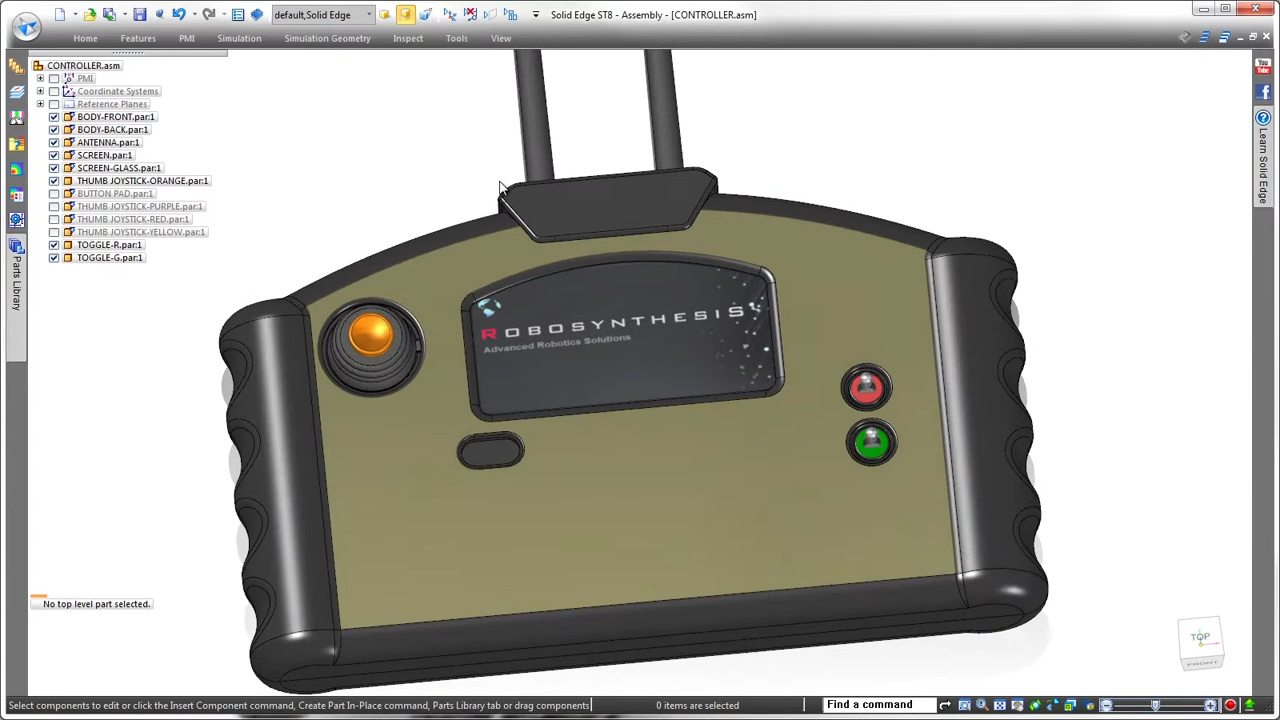 default,Solid Edge
Solid Edge ST8 - Assembly - [CONTROLLER.asm]
Home
Features
PMI
Simulation
Simulation Geometry
Inspect
Tools
View
CONTROLLER.asm
PMI
Coordinate Systems
Reference Planes
BODY-FRONT.par:1
BODY-BACK.par:1
ANTENNA.par:1
SCREEN.par:1
SCREEN-GLASS.par:1
THUMB JOYSTICK-ORANGE.par:1
BUTTON PAD.par:1
THUMB JOYSTICK-PURPLE.par:1
THUMB JOYSTICK-RED.par:1
THUMB JOYSTICK-YELLOW.par:1
TOGGLE-R.par:1
TOGGLE-G.par:1
Parts Library
No top level part selected.
ROBOSYNTHESIS
Advanced Robotics Solutions
You
Tube
f
Learn Solid Edge
TOP
FRONT
Select components to edit or click the Insert Component command, Create Part In-Place command, Parts Library or drag components
0 items are selected
Find a command